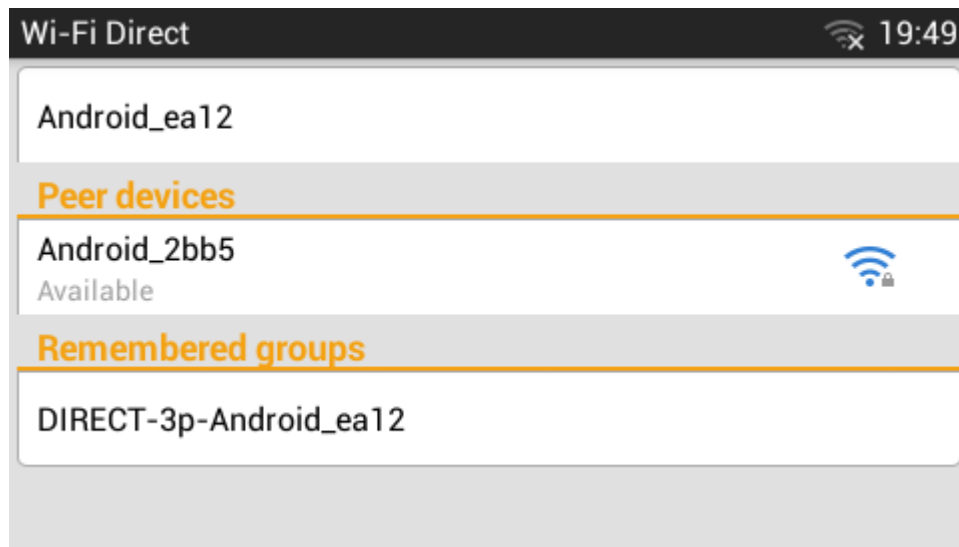 Wi-Fi Direct 19:49
Android_ea12
Peer devices
Android_2bb5
Available
Remembered groups
DIRECT-3p-Android_ea12